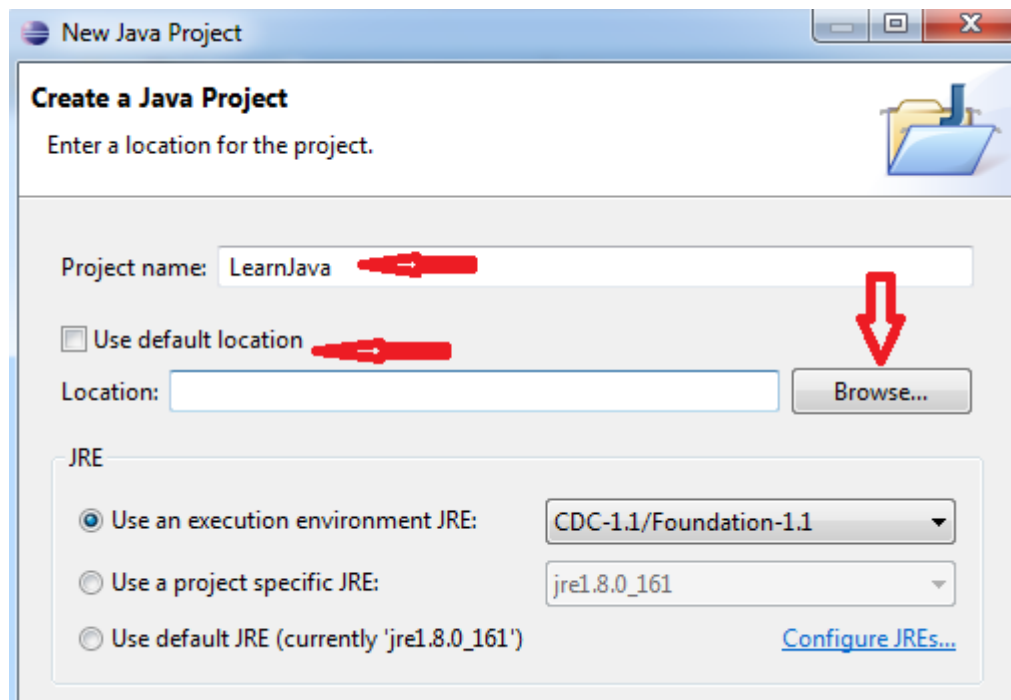 New Java Project
Create a Java Project
Enter a location for the project.
Project name: LearnJava
Use default location
Location: Browse...
JRE
Use an execution environment JRE: CDC-1.1/Foundation-1.1
Use a project specific JRE: jre1.8.0_161
Use default JRE (currently 'jre1.8.0_161') Configure JREs...